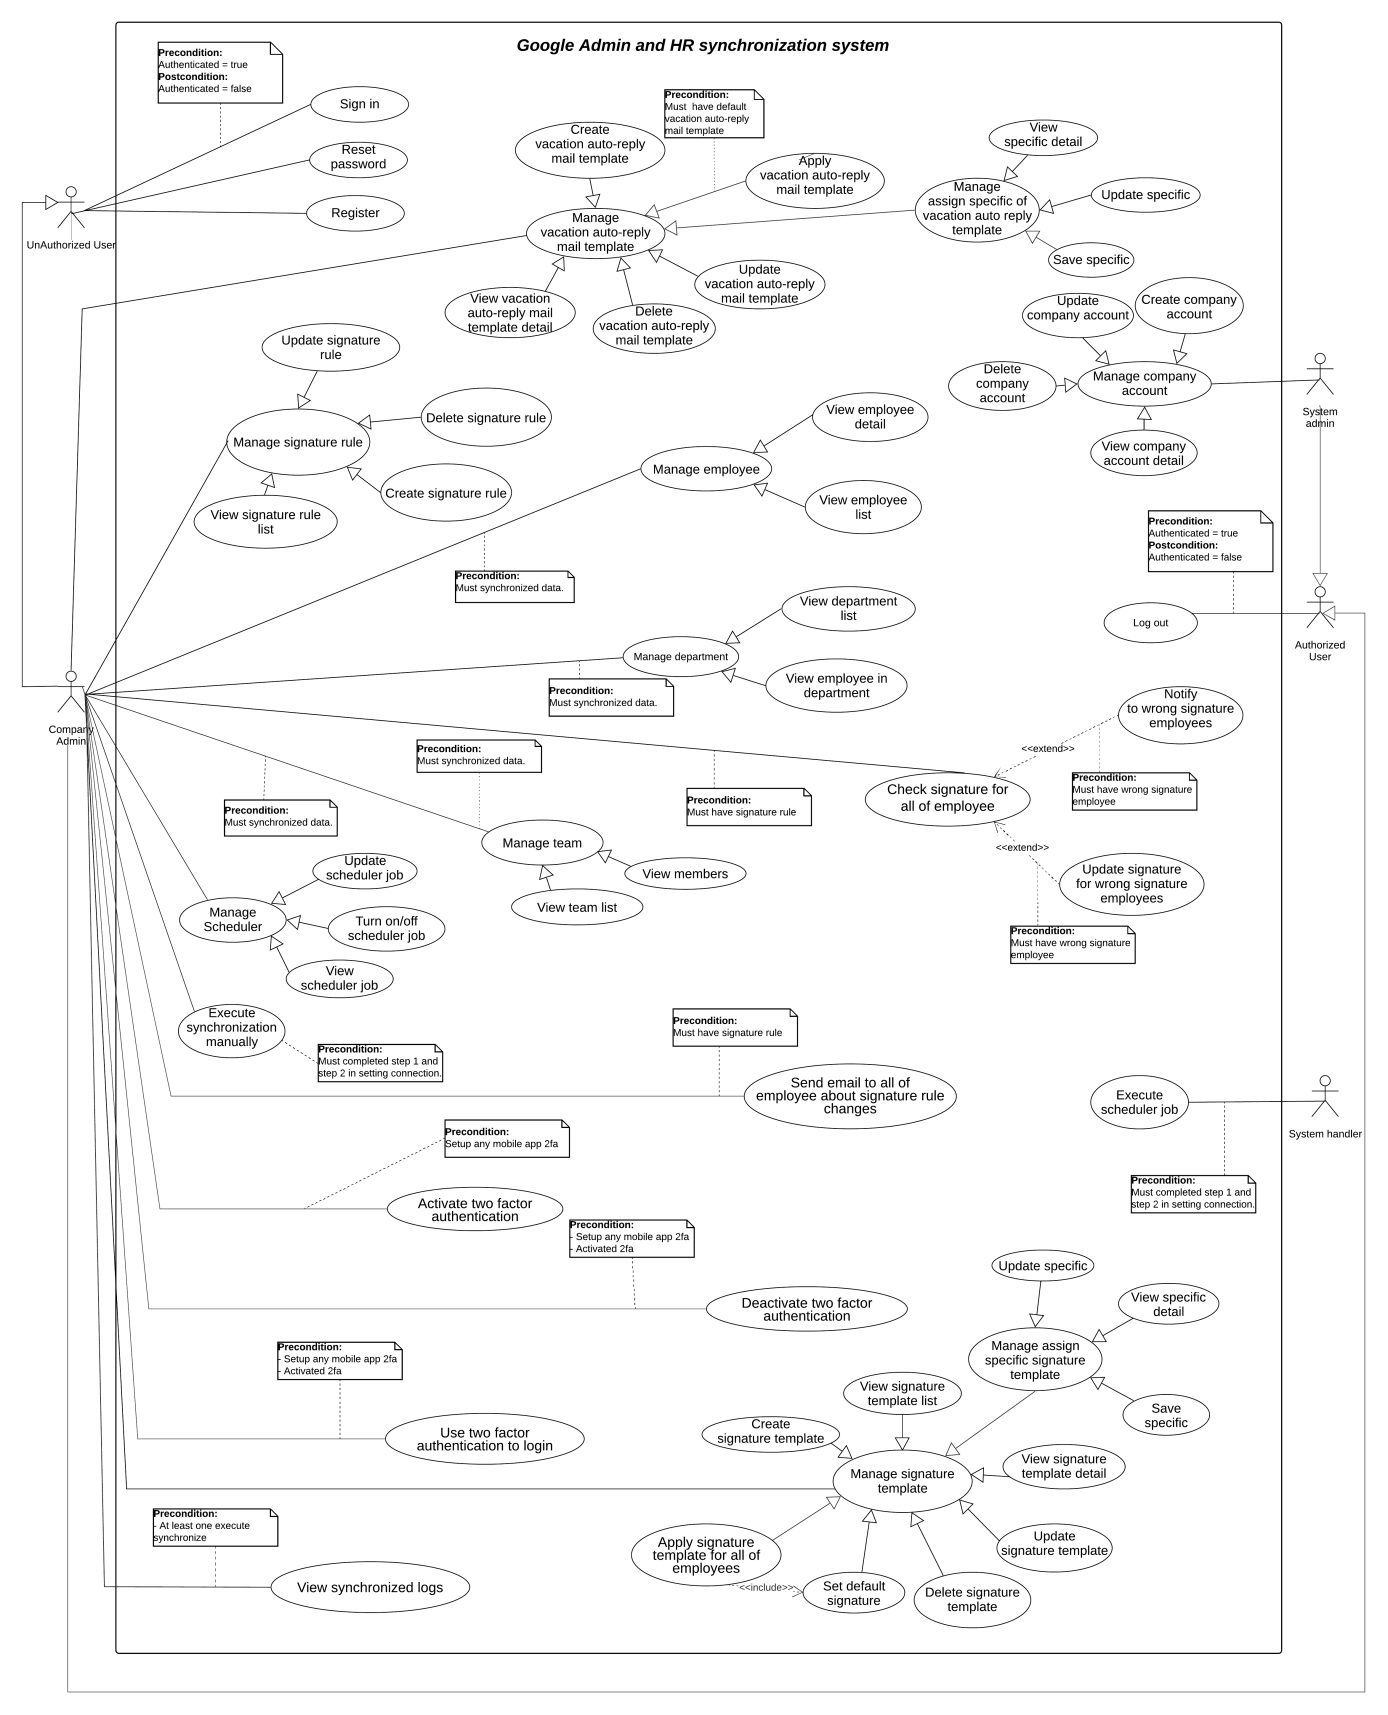 Google Admin and HR synchronization system
Precondition:
Authenticated = true
Postcondition:
Authenticated = false
Sign in
Reset
password
Register
UnAuthorized User
Create
vacation auto-reply
mail template
Precondition:
Must  have default
vacation auto-reply
mail template
Apply
vacation auto-reply
mail template
Manage
vacation auto-reply
mail template
View vacation
auto-reply mail
template detail
Delete
vacation auto-reply
mail template
Update
vacation auto-reply
mail template
View
specific detail
Manage
assign specific of
vacation auto reply
template
Update specific
Save specific
Update
company account
Create company
account
Delete
company
account
Manage company
account
View company
account detail
System
admin
Update signature
rule
Manage signature rule
Delete signature rule
Create signature rule
View signature rule
list
View employee
detail
Manage employee
View employee
list
Precondition:
Must synchronized data.
Precondition:
Authenticated = true
Postcondition:
Authenticated = false
Log out
Authorized
User
View department
list
Manage department
View employee in
department
Precondition:
Must synchronized data.
Company
Admin
Precondition:
Must synchronized data.
Precondition:
Must synchronized data.
Precondition:
Must have signature rule
Notify
to wrong signature
employees
<<extend>>
Precondition:
Must have wrong signature
employee
Check signature for
all of employee
<<extend>>
Update signature
for wrong signature
employees
Precondition:
Must have wrong signature
employee
Manage team
View members
View team list
Update
scheduler job
Manage
Scheduler
Turn on/off
scheduler job
View
scheduler job
Execute
synchronization
manually
Precondition:
Must completed step 1 and
step 2 in setting connection.
Precondition:
Must have signature rule
Send email to all of
employee about signature rule
changes
Execute
scheduler job
System handler
Precondition:
Must completed step 1 and
step 2 in setting connection.
Precondition:
Setup any mobile app 2fa
Activate two factor
authentication
Precondition:
- Setup any mobile app 2fa
- Activated 2fa
Deactivate two factor
authentication
Precondition:
- Setup any mobile app 2fa
- Activated 2fa
Use two factor
authentication to login
Update specific
View specific
detail
Manage assign
specific signature
template
Save
specific
View signature
template list
Create
signature template
Manage signature
template
View signature
template detail
Update
signature template
Apply signature
template for all of
employees
<<include>>
Set default
signature
Delete signature
template
Precondition:
- At least one execute
synchronize
View synchronized logs